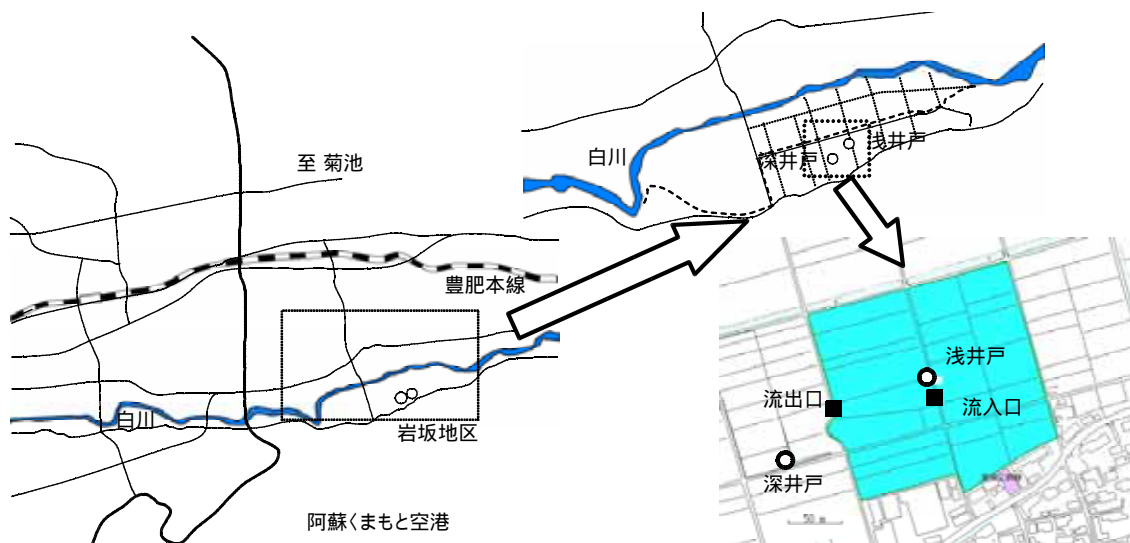 至 菊池
豊肥本線
白川
岩坂地区
阿蘇くまもと空港
白川
浅井戸
深井戸
浅井戸
流出口
流入口
深井戸
50 m